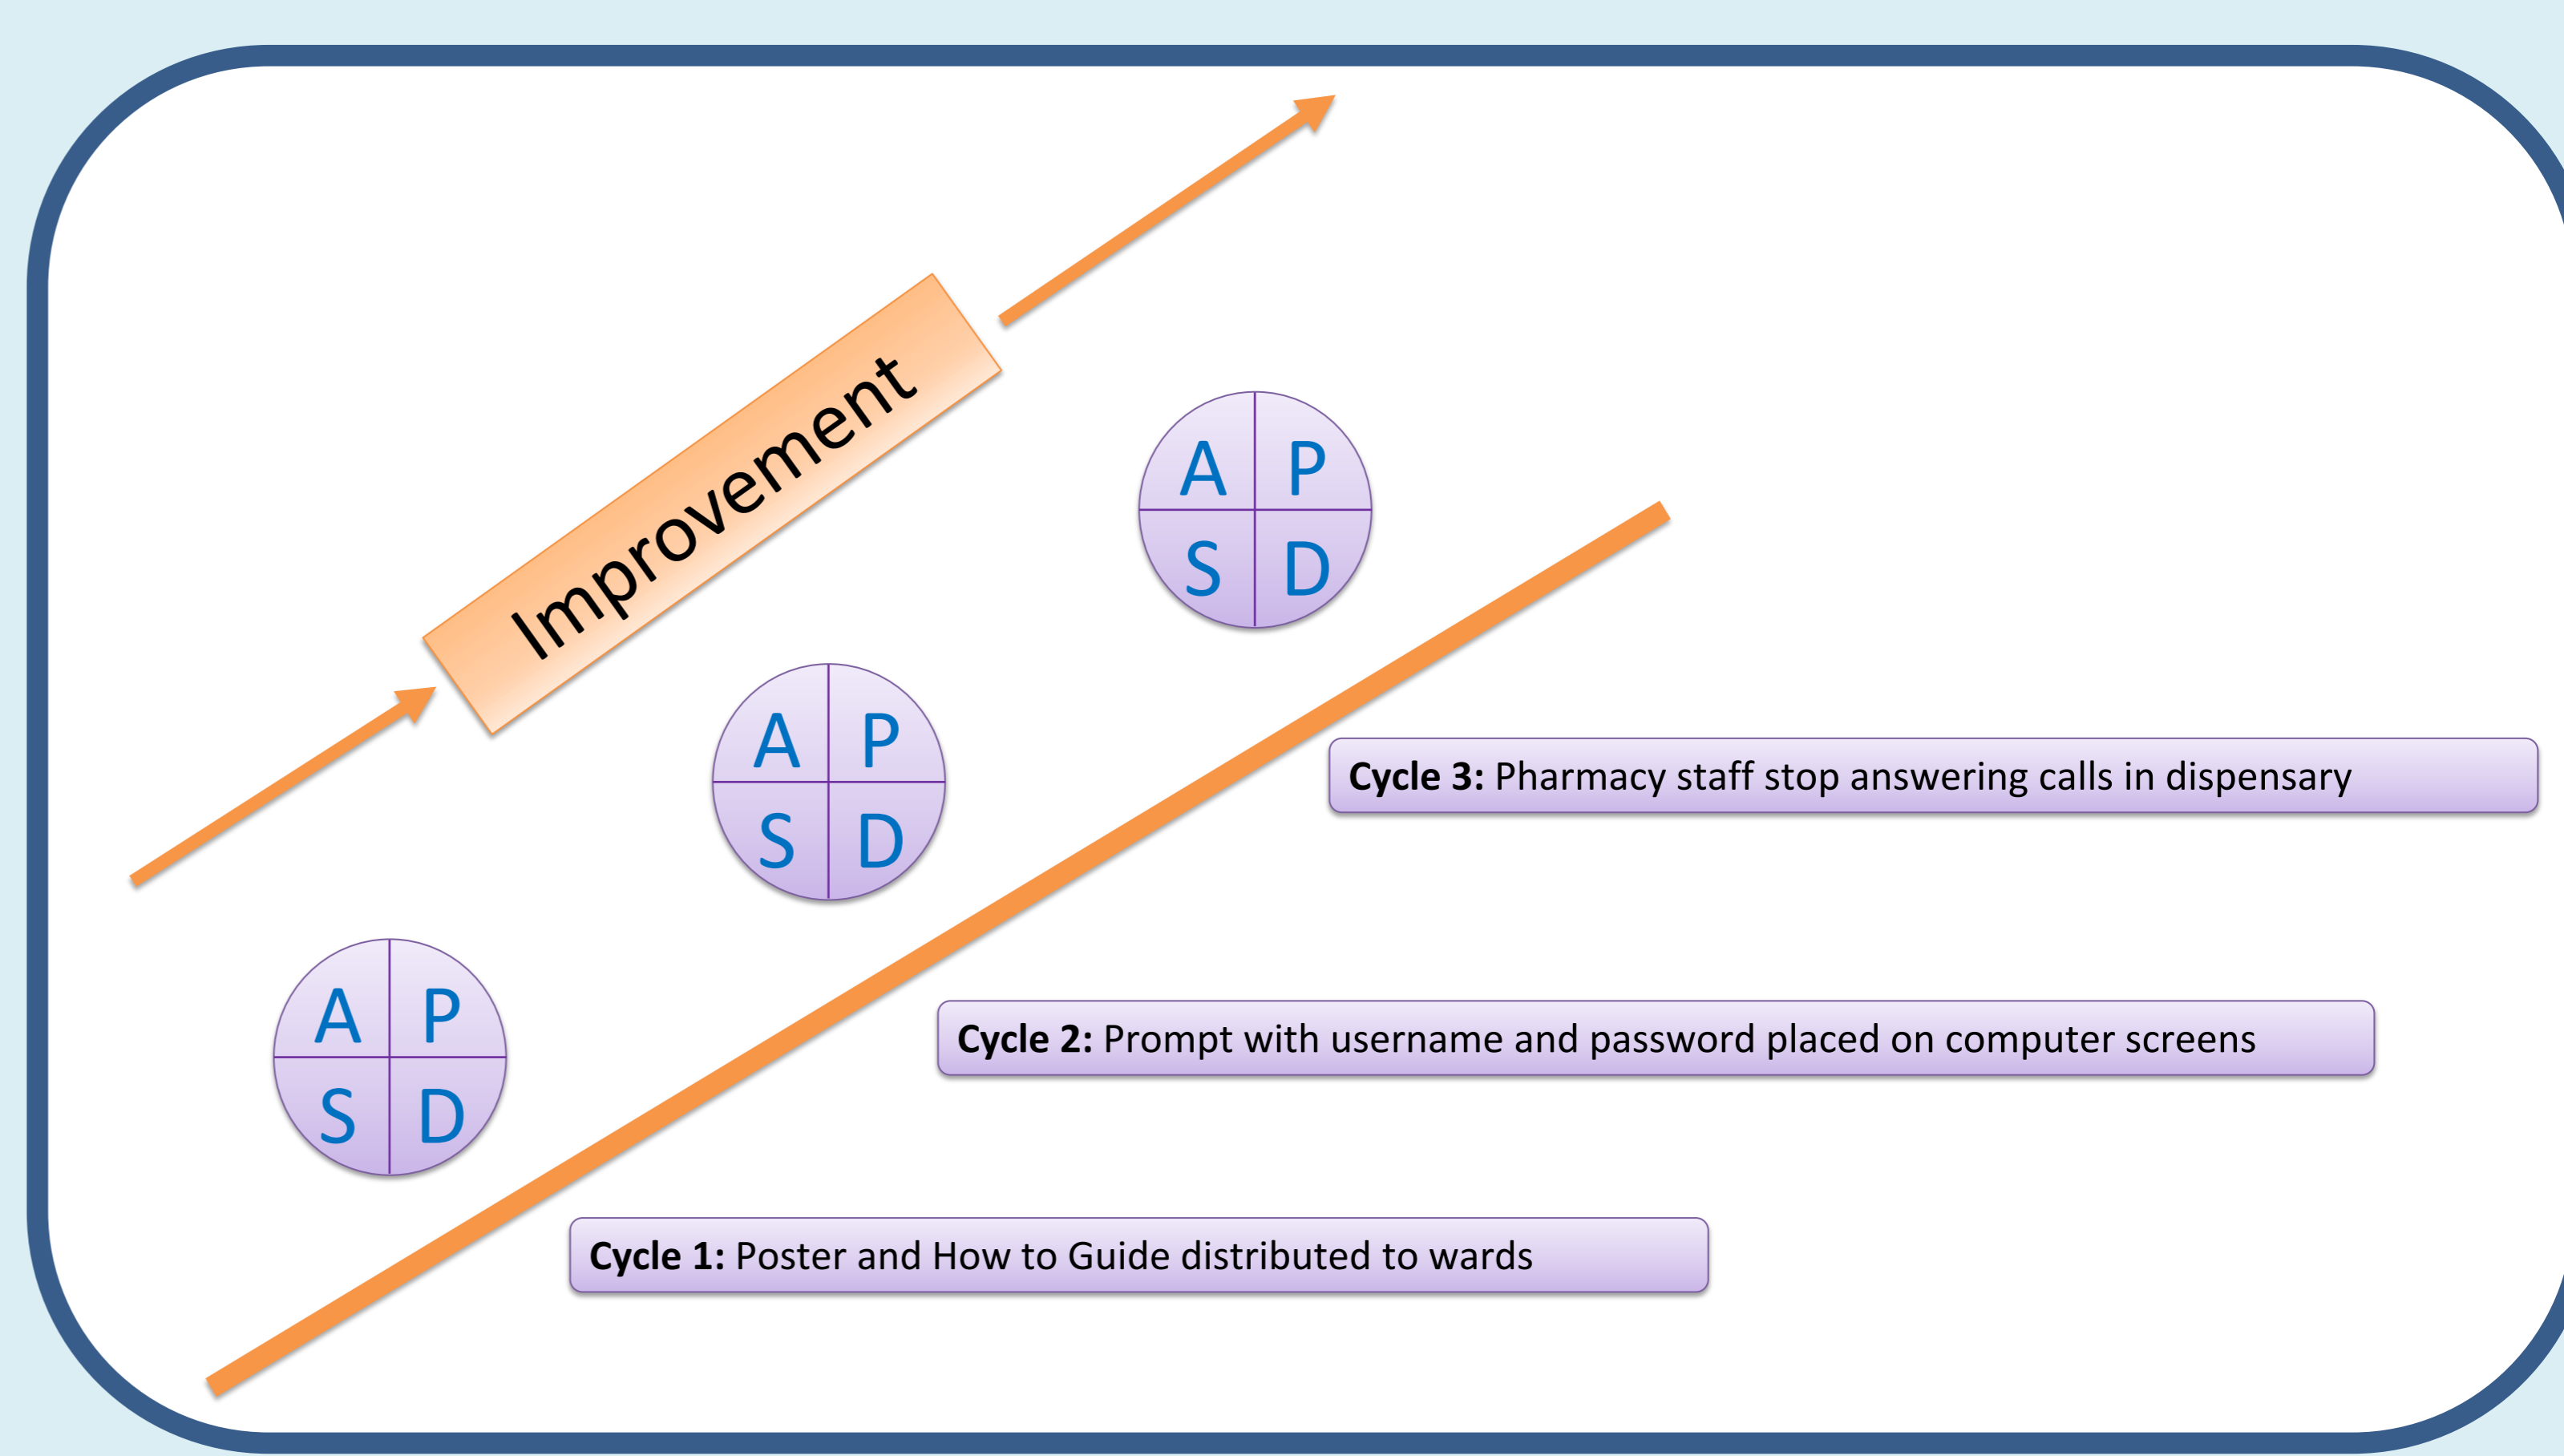 Improvement
A P
S D
A P
S D
Cycle 3: Pharmacy staff stop answering calls in dispensary
A P
S D
Cycle 2: Prompt with username and password placed on computer screens
Cycle 1: Poster and How to Guide distributed to wards